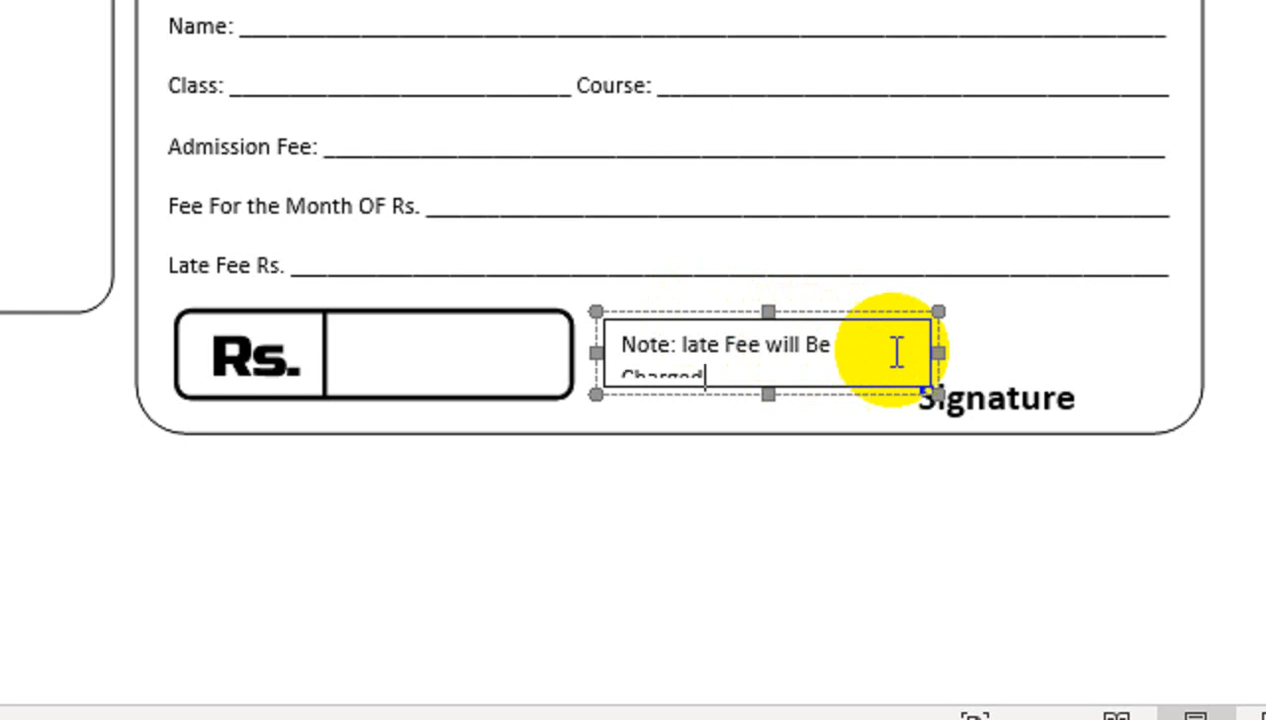 Name:
Class: Course:
Admission Fee:
Fee For the Month OF Rs.
Late Fee Rs.
Rs.
Note: late Fee will Be
Charged
Signature